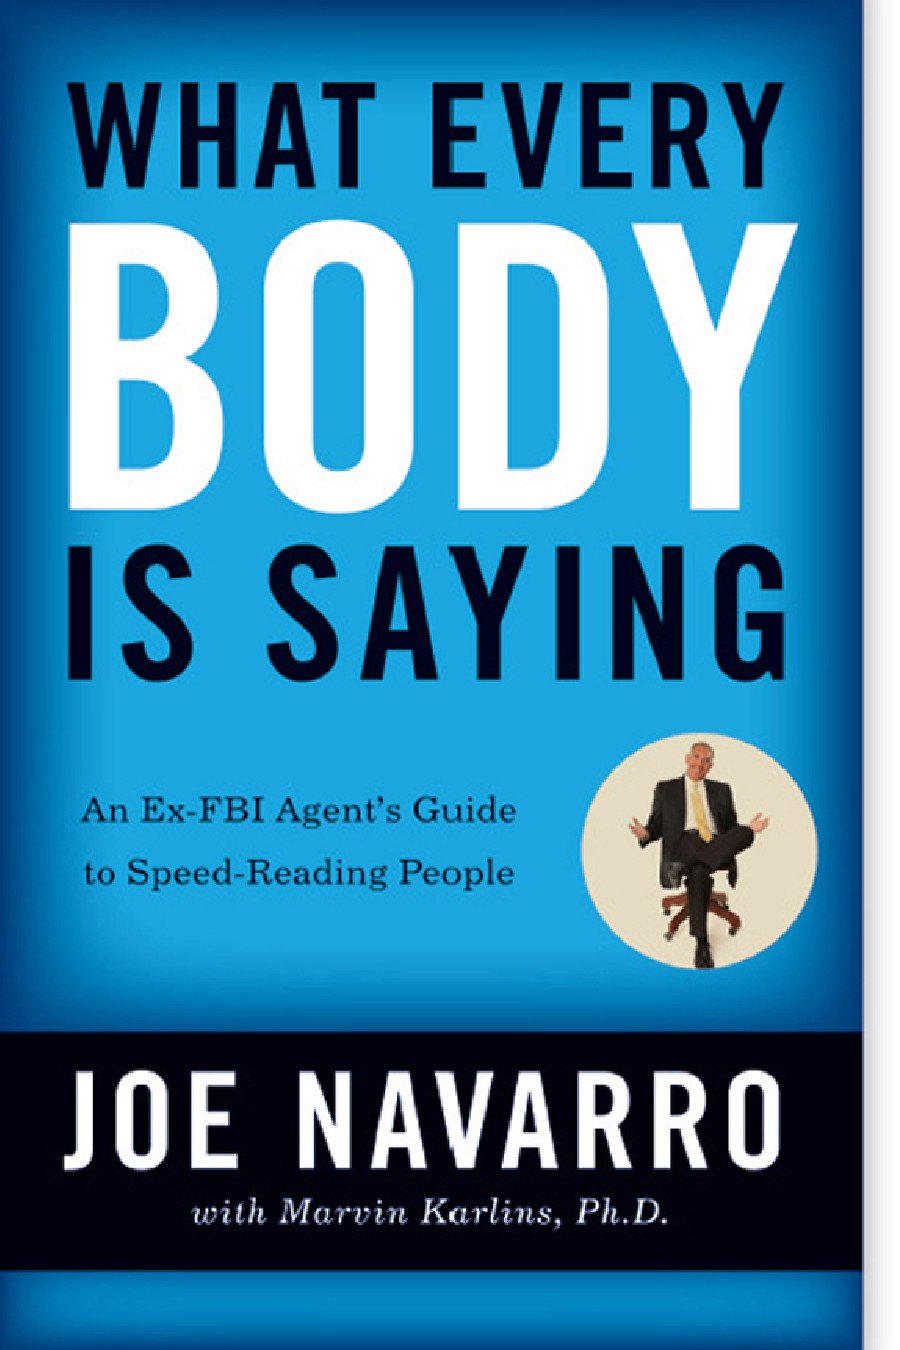 WHAT EVERY
BODY
IS SAYING
An Ex-FBI Agent’s Guide
to Speed-Reading People
JOE NAVARRO
with Marvin Karlins, Ph.D.